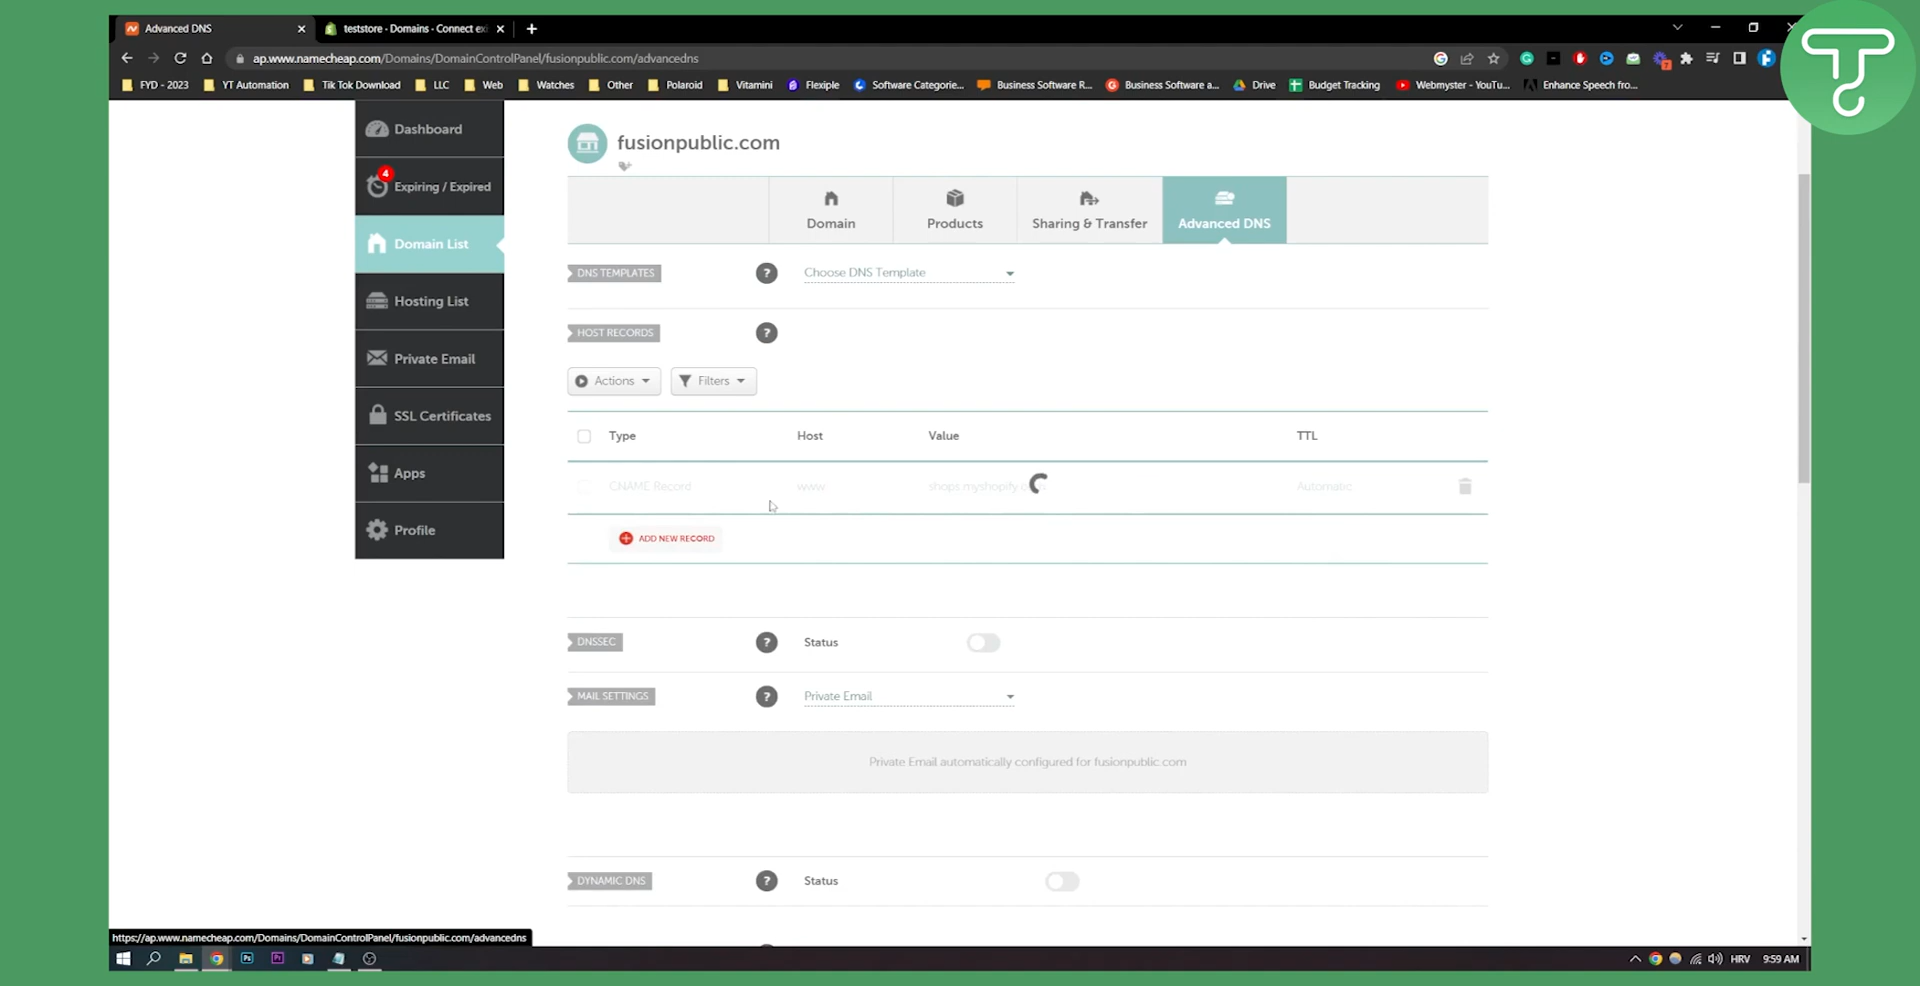 Advanced DNS
teststore - Domains - Connect ex
ap.www.namecheap.com/Domains/DomainControlPanel/fusionpublic.com/advancedns
FYD - 2023
YT Automation
Tik Tok Download
LLC
Web
Watches
Other
Polaroid
Vitamini
Flexiple
Software Categorie...
Business Software R...
Business Software a...
Drive
Budget Tracking
Webmyster - YouTu...
Enhance Speech fro...
Dashboard
4
Expiring / Expired
Domain List
Hosting List
Private Email
SSL Certificates
Apps
Profile
fusionpublic.com
Domain
Products
Sharing & Transfer
Advanced DNS
DNS TEMPLATES
?
Choose DNS Template
HOST RECORDS
?
Actions
Filters
Type
Host
Value
TTL
CNAME Record
www
shops.myshopify.
Automatic
ADD NEW RECORD
DNSSEC
?
Status
MAIL SETTINGS
?
Private Email
Private Email automatically configured for fusionpublic.com
DYNAMIC DNS
?
Status
https://ap.www.namecheap.com/Domains/DomainControlPanel/fusionpublic.com/advancedns
HRV
9:59 AM